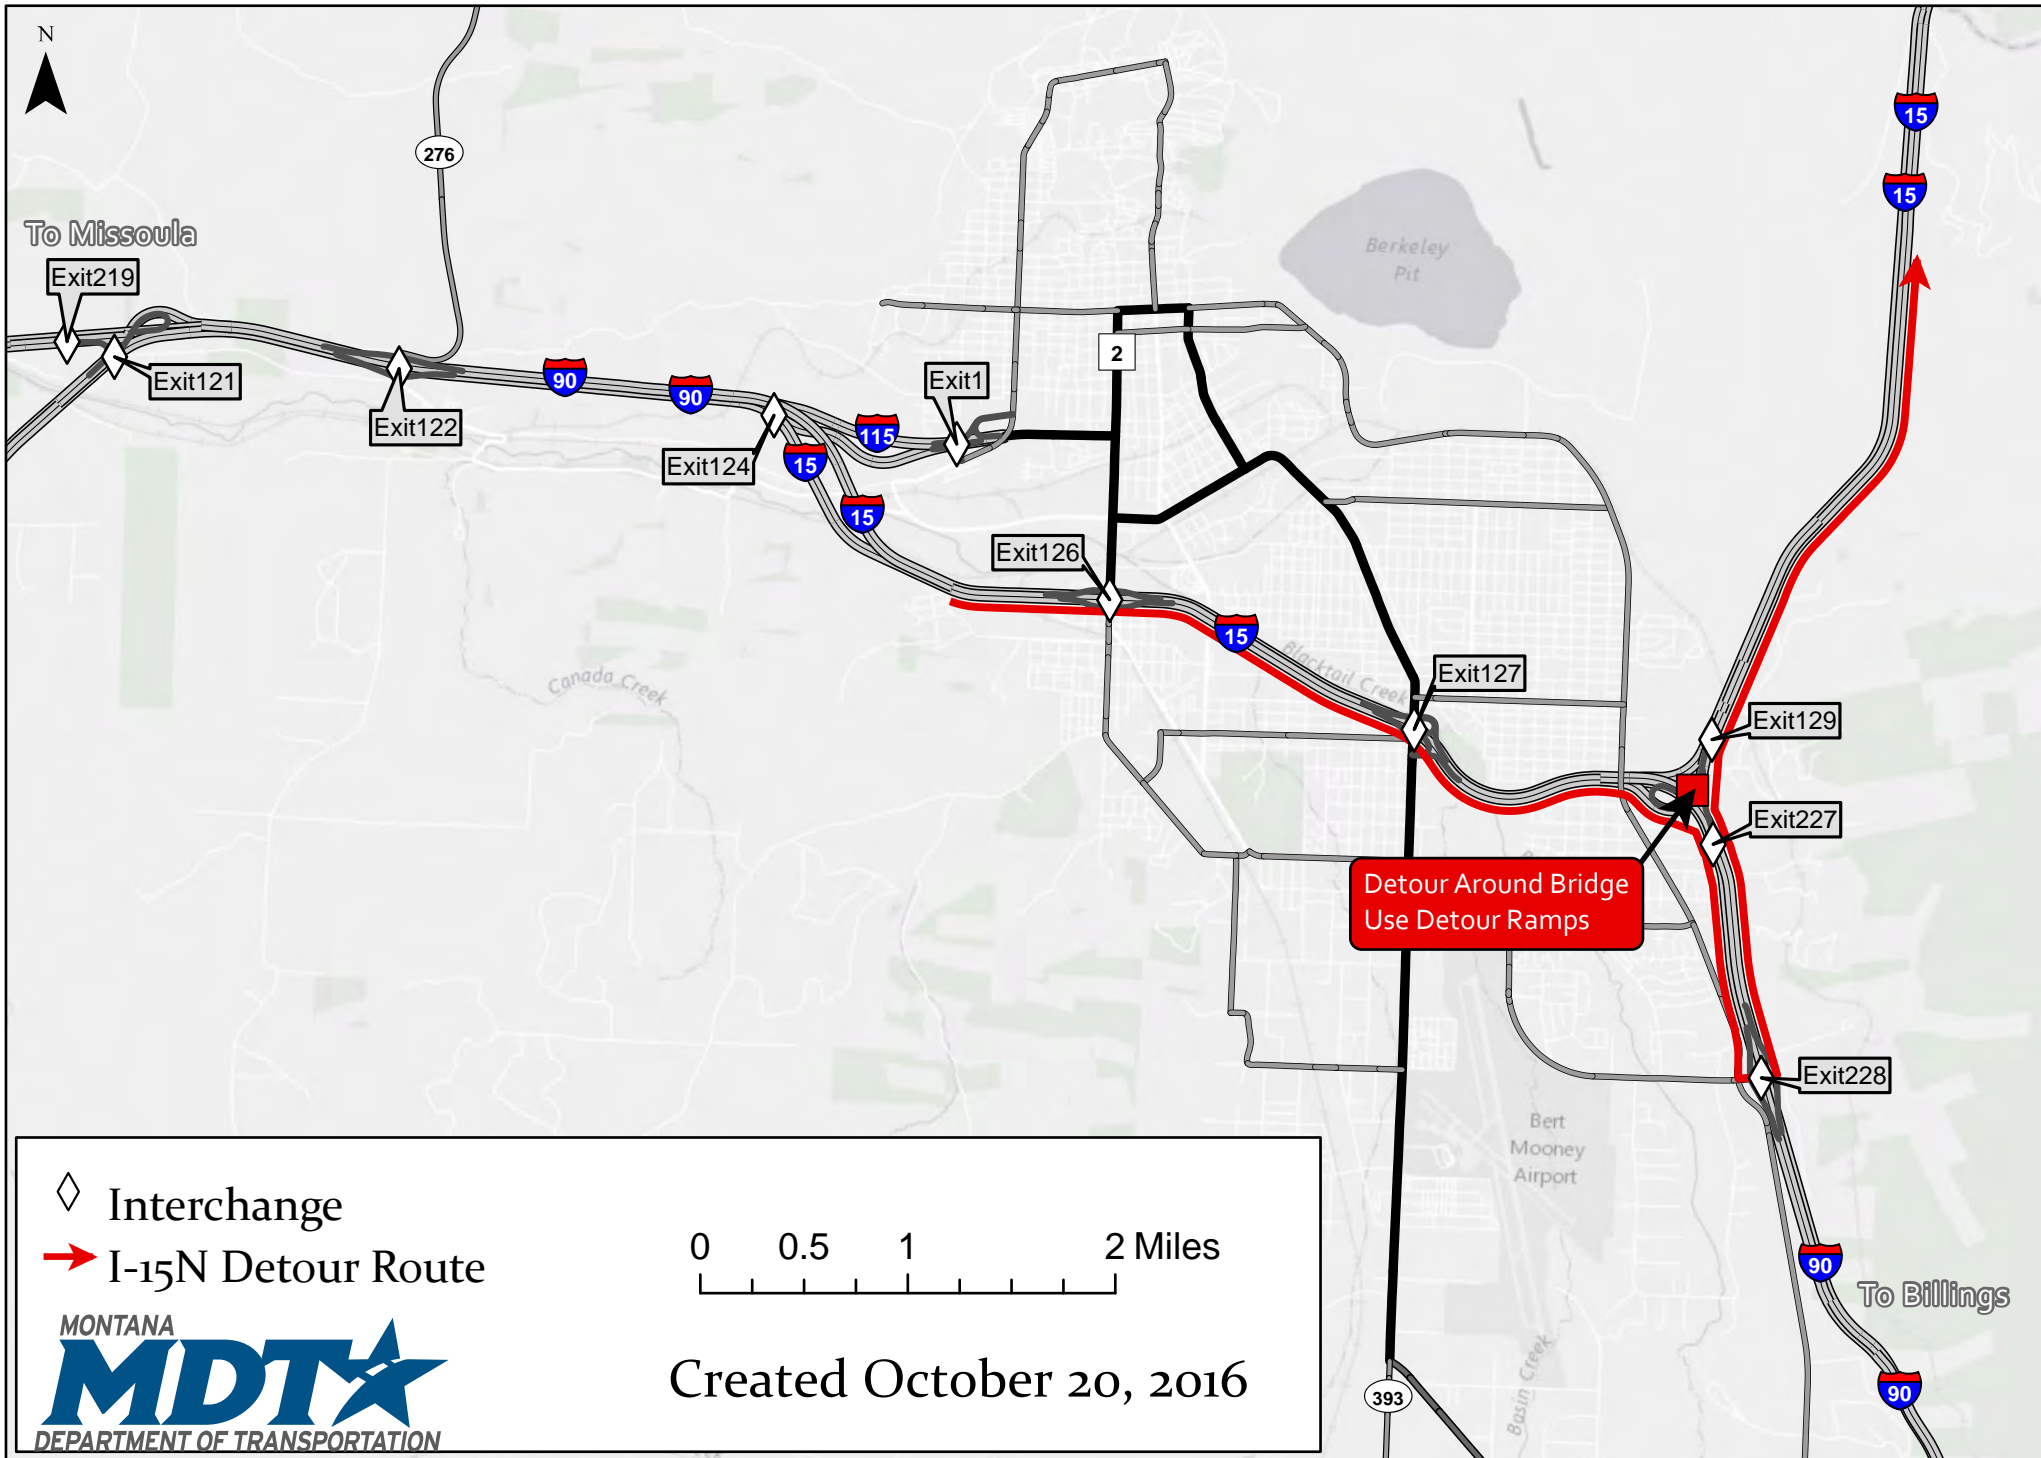 N
15
15
276
To Missoula
Berkeley
Pit
Exit219
Exit121
2
90
90
Exit1
Exit122
115
Exit124
15
15
Exit126
15
Blacktail Creek
Canada Creek
Exit127
Exit129
Exit227
Detour Around Bridge
Use Detour Ramps
Exit228
Bert
Mooney
Airport
Interchange
I-15N Detour Route
0 0.5 1 2 Miles
90
To Billings
MONTANA
MDT
DEPARTMENT OF TRANSPORTATION
Created October 20, 2016
393
Basin Creek
90